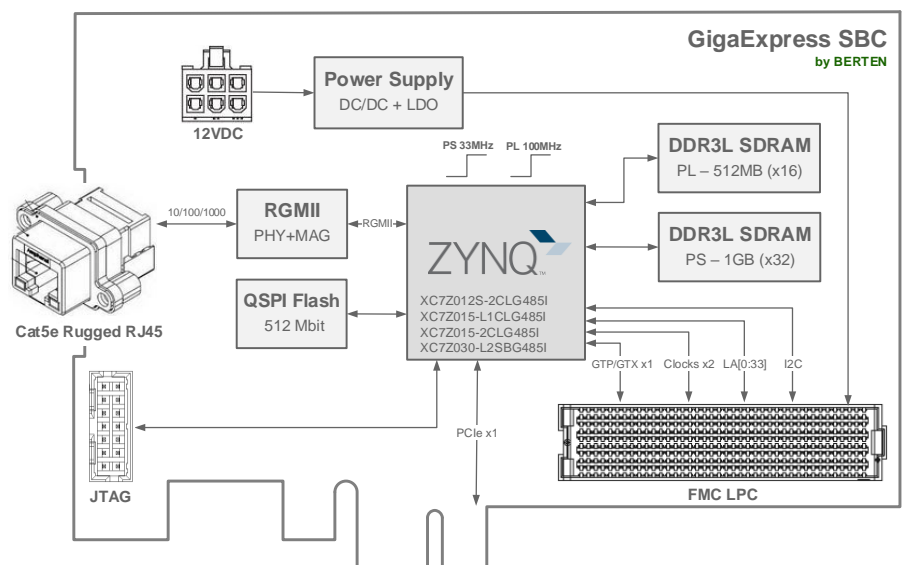 GigaExpress SBC
by BERTEN
Power Supply
DC/DC + LDO
12VDC
PS 33MHz
PL 100MHz
DDR3L SDRAM
PL – 512MB (x16)
10/100/1000
RGMII
PHY+MAG
RGMII
ZYNQ™
DDR3L SDRAM
PS – 1GB (x32)
QSPI Flash
512 Mbit
XC7Z012S-2CLG485I
XC7Z015-L1CLG485I
XC7Z015-2CLG485I
XC7Z030-L2SBG485I
Cat5e Rugged RJ45
GTP/GTX x1
Clocks x2
LA[0:33]
I2C
PCIe x1
JTAG
FMC LPC